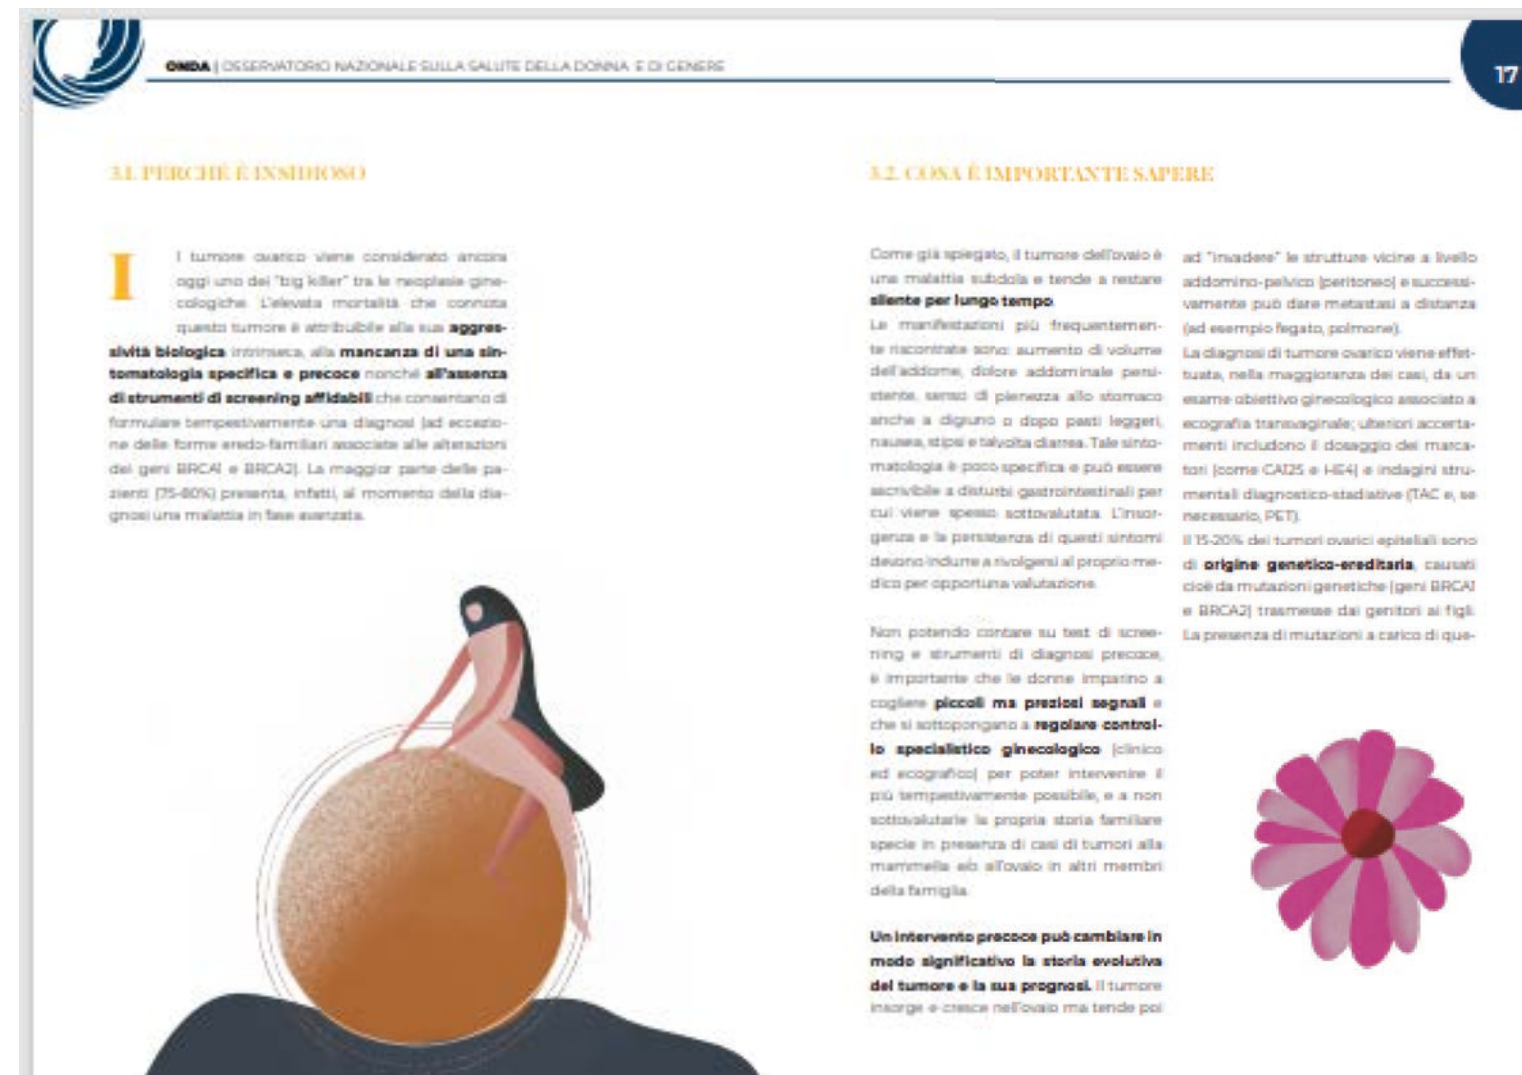 ONDA | OSSERVATORIO NAZIONALE SULLA SALUTE DELLA DONNA E DI GENERE
17
3.1. PERCHÉ È INSIDIOSO
I
l tumore ovarico viene considerato ancora
oggi uno dei "big killer" tra le neoplasie gine-
cologiche. L'elevata mortalità che connota
questo tumore è attribuibile alla sua aggres-
sività biologica intrinseca, alla mancanza di una sin-
tomatologia specifica e precoce nonché all'assenza
di strumenti di screening affidabili che consentano di
formulare tempestivamente una diagnosi (ad eccezio-
ne delle forme eredo-familiari associate alle alterazioni
dei geni BRCA1 e BRCA2). La maggior parte delle pa-
zienti (75-80%) presenta, infatti, al momento della dia-
gnosi una malattia in fase avanzata.
3.2. COSA È IMPORTANTE SAPERE
Come già spiegato, il tumore dell'ovaio è
una malattia subdola e tende a restare
silente per lungo tempo.
Le manifestazioni più frequentemen-
te riscontrate sono: aumento di volume
dell'addome, dolore addominale persi-
stente, senso di pienezza allo stomaco
anche a digiuno o dopo pasti leggeri,
nausea, stipsi e talvolta diarrea. Tale sinto-
matologia è poco specifica e può essere
ascrivibile a disturbi gastrointestinali per
cui viene spesso sottovalutata. L'insor-
genza e la persistenza di questi sintomi
devono indurre a rivolgersi al proprio me-
dico per opportuna valutazione.
Non potendo contare su test di scree-
ning e strumenti di diagnosi precoce,
è importante che le donne imparino a
cogliere piccoli ma preziosi segnali e
che si sottopongano a regolare control-
lo specialistico ginecologico (clinico
ed ecografico) per poter intervenire il
più tempestivamente possibile, e a non
sottovalutarle la propria storia familiare
specie in presenza di casi di tumori alla
mammella e/o all'ovaio in altri membri
della famiglia.
Un intervento precoce può cambiare in
modo significativo la storia evolutiva
del tumore e la sua prognosi. Il tumore
insorge e cresce nell'ovaio ma tende poi
ad "invadere" le strutture vicine a livello
addomino-pelvico (peritoneo) e successi-
vamente può dare metastasi a distanza
(ad esempio fegato, polmone).
La diagnosi di tumore ovarico viene effet-
tuata, nella maggioranza dei casi, da un
esame obiettivo ginecologico associato a
ecografia transvaginale; ulteriori accerta-
menti includono il dosaggio dei marca-
tori (come CA125 e HE4) e indagini stru-
mentali diagnostico-stadiative (TAC e, se
necessario, PET).
Il 15-20% dei tumori ovarici epiteliali sono
di origine genetico-ereditaria, causati
cioè da mutazioni genetiche (geni BRCA1
e BRCA2) trasmesse dai genitori ai figli.
La presenza di mutazioni a carico di que-